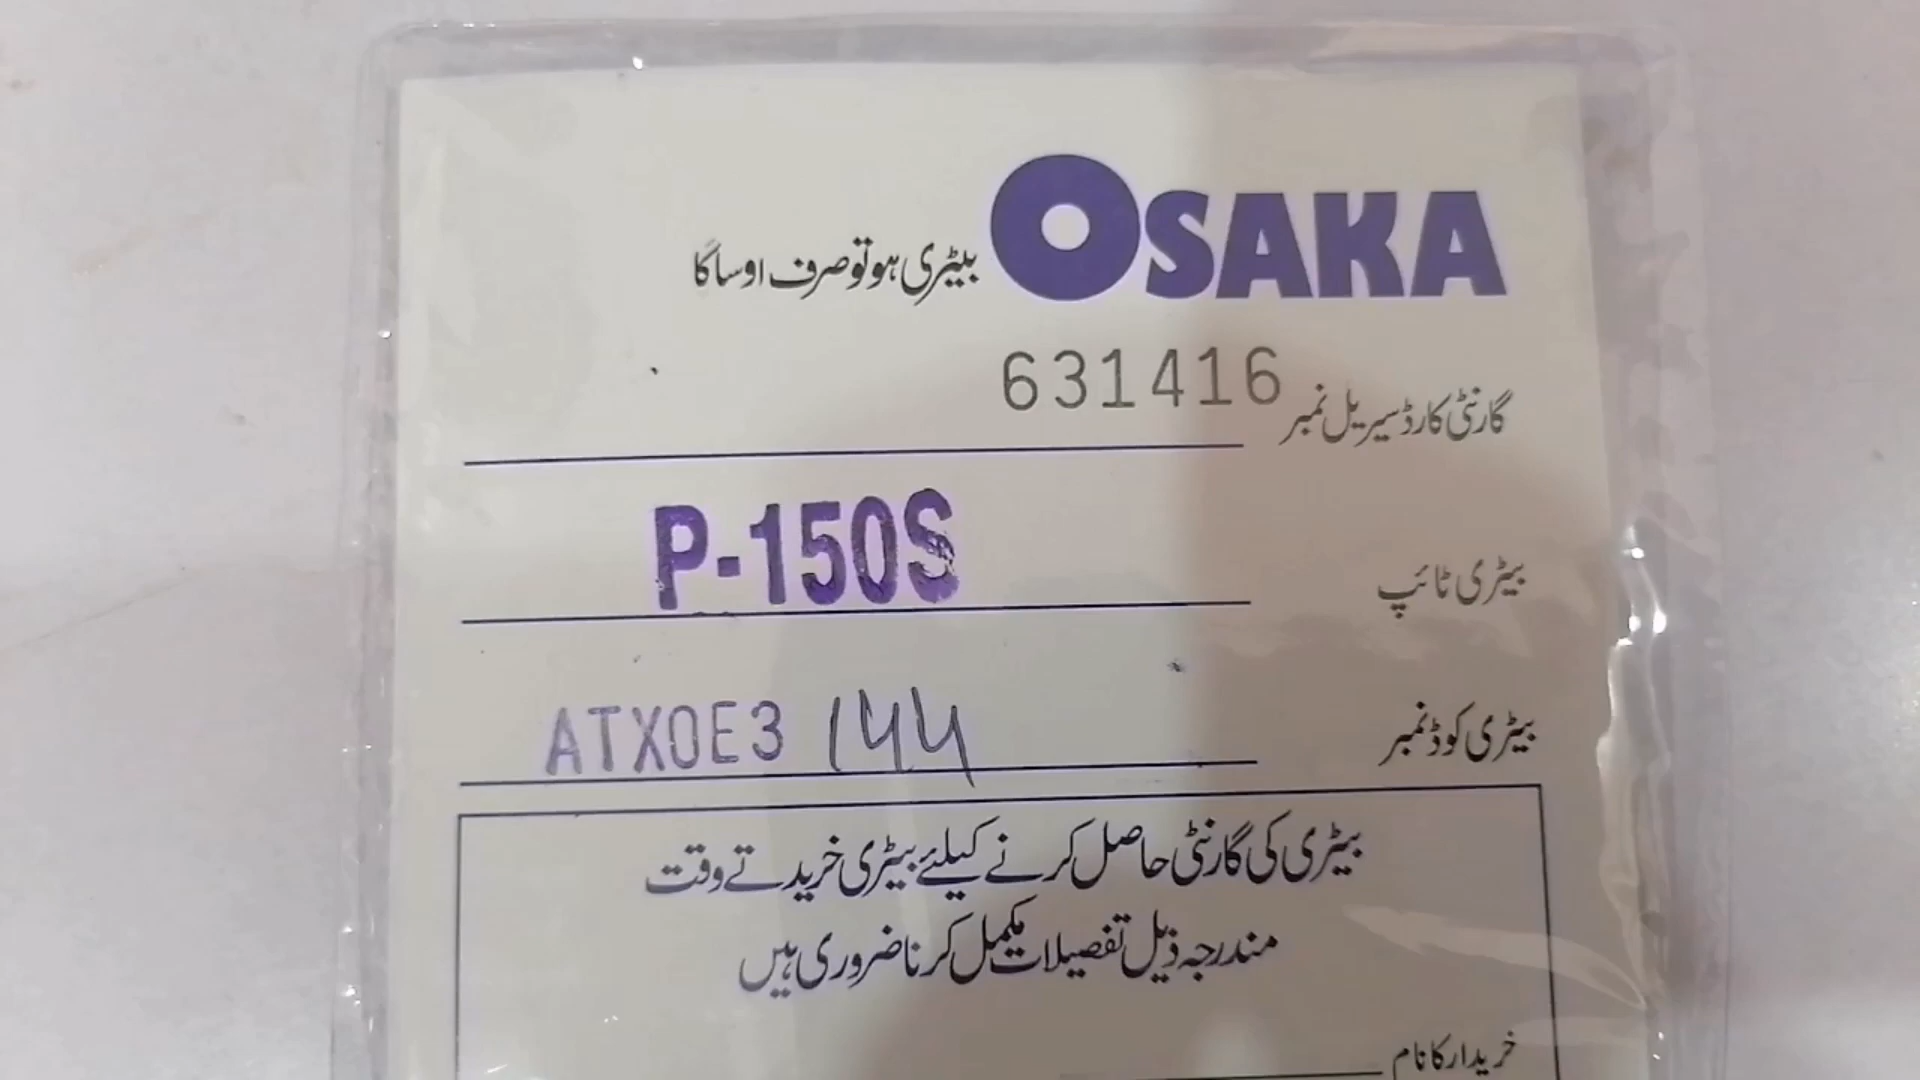 OSAKA بیٹری ہو تو صرف اوساکا
گارنٹی کارڈ سیریل نمبر 631416
بیٹری ٹائپ P-150S
بیٹری کوڈ نمبر ATX0E3 144
بیٹری کی گارنٹی حاصل کرنے کیلئے بیٹری خریدتے وقت
مندرجہ ذیل تفصیلات مکمل کرنا ضروری ہیں
خریدار کا نام